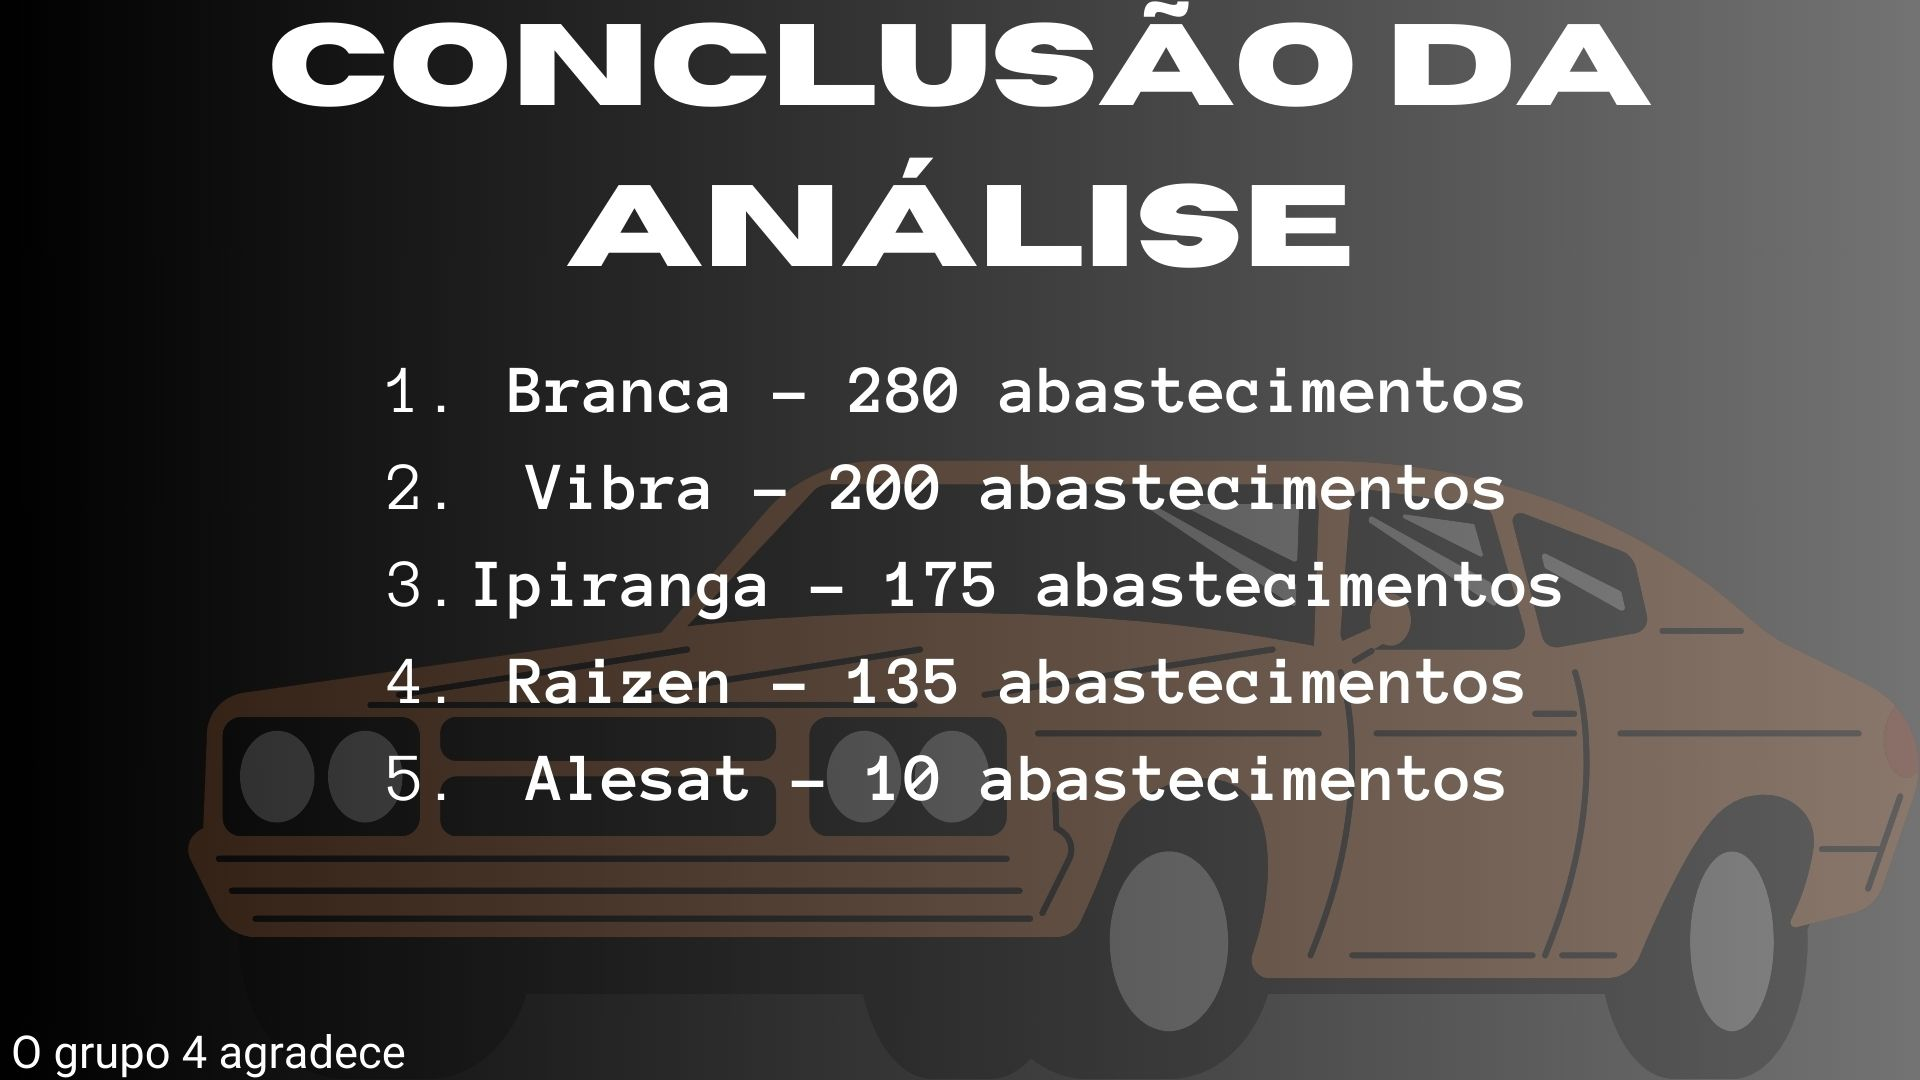 CONCLUSÃO DA
ANÁLISE
1. Branca – 280 abastecimentos
2. Vibra – 200 abastecimentos
3. Ipiranga – 175 abastecimentos
4. Raizen – 135 abastecimentos
5. Alesat – 10 abastecimentos
O grupo 4 agradece